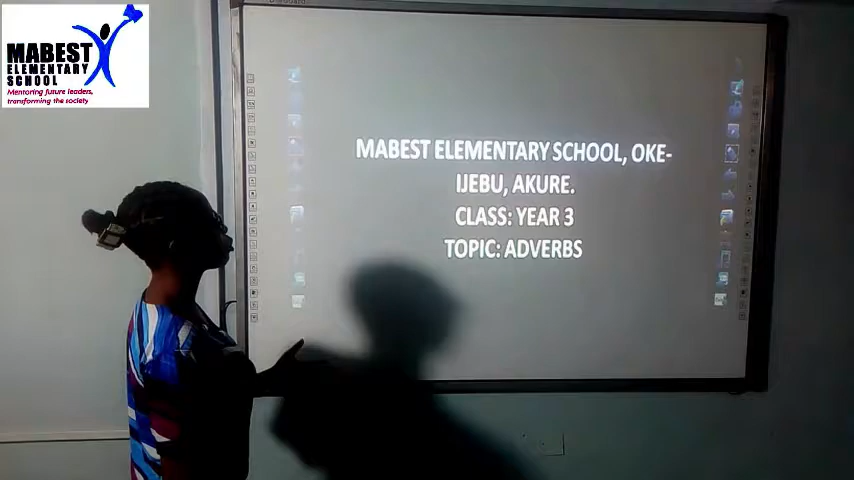 MABEST
ELEMENTARY
SCHOOL
Mentoring future leaders,
transforming the society
MABEST ELEMENTARY SCHOOL, OKE-
IJEBU, AKURE.
CLASS: YEAR 3
TOPIC: ADVERBS